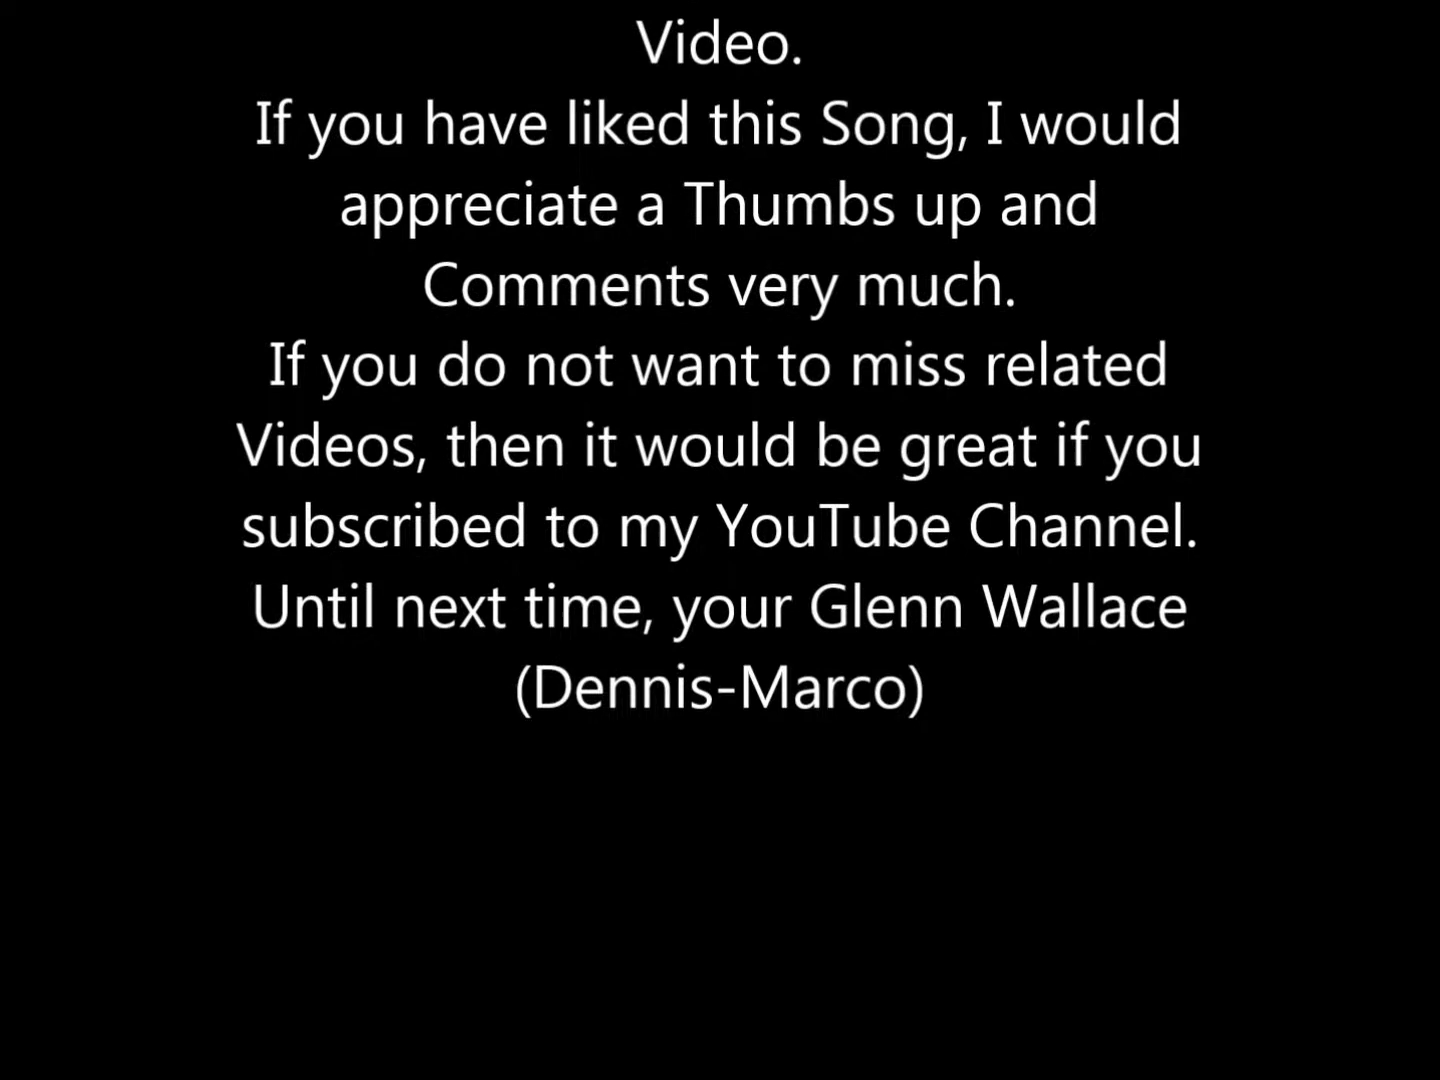 Video.
If you have liked this Song, I would
appreciate a Thumbs up and
Comments very much.
If you do not want to miss related
Videos, then it would be great if you
subscribed to my YouTube Channel.
Until next time, your Glenn Wallace
(Dennis-Marco)